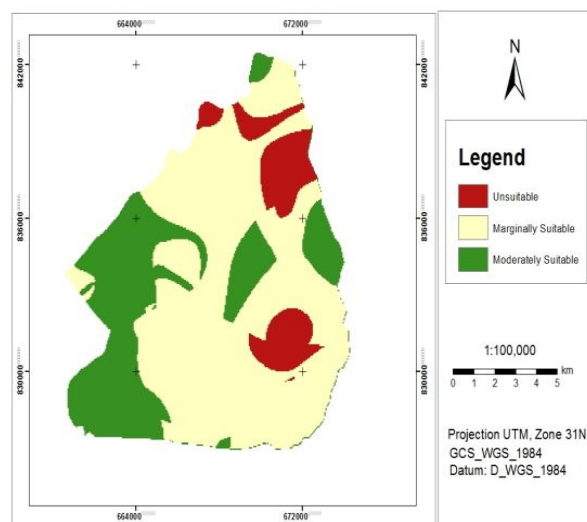 664000 672000
842000 842000
836000 836000
830000 830000
664000 672000
N
Legend
Unsuitable
Marginally Suitable
Moderately Suitable
1:100,000
km
0 1 2 3 4 5
Projection UTM, Zone 31N
GCS_WGS_1984
Datum: D_WGS_1984